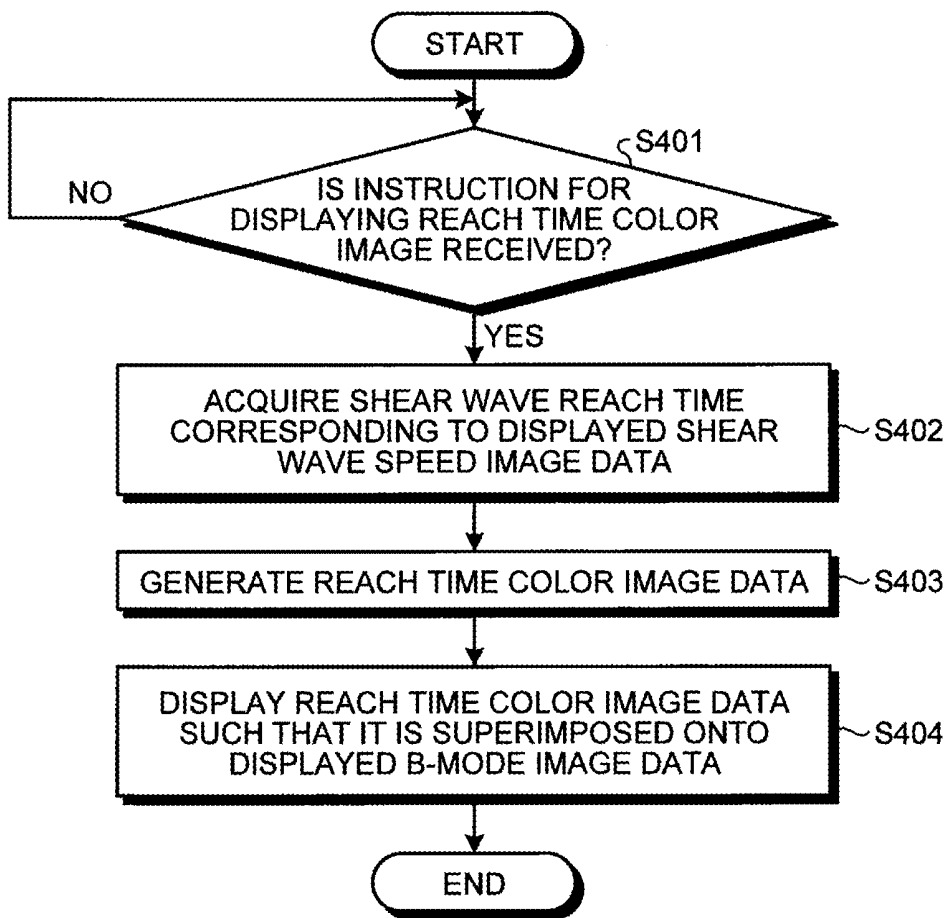 START
S401
IS INSTRUCTION FOR
DISPLAYING REACH TIME COLOR
IMAGE RECEIVED?
NO
YES
ACQUIRE SHEAR WAVE REACH TIME
CORRESPONDING TO DISPLAYED SHEAR
WAVE SPEED IMAGE DATA
S402
GENERATE REACH TIME COLOR IMAGE DATA
S403
DISPLAY REACH TIME COLOR IMAGE DATA
SUCH THAT IT IS SUPERIMPOSED ONTO
DISPLAYED B-MODE IMAGE DATA
S404
END